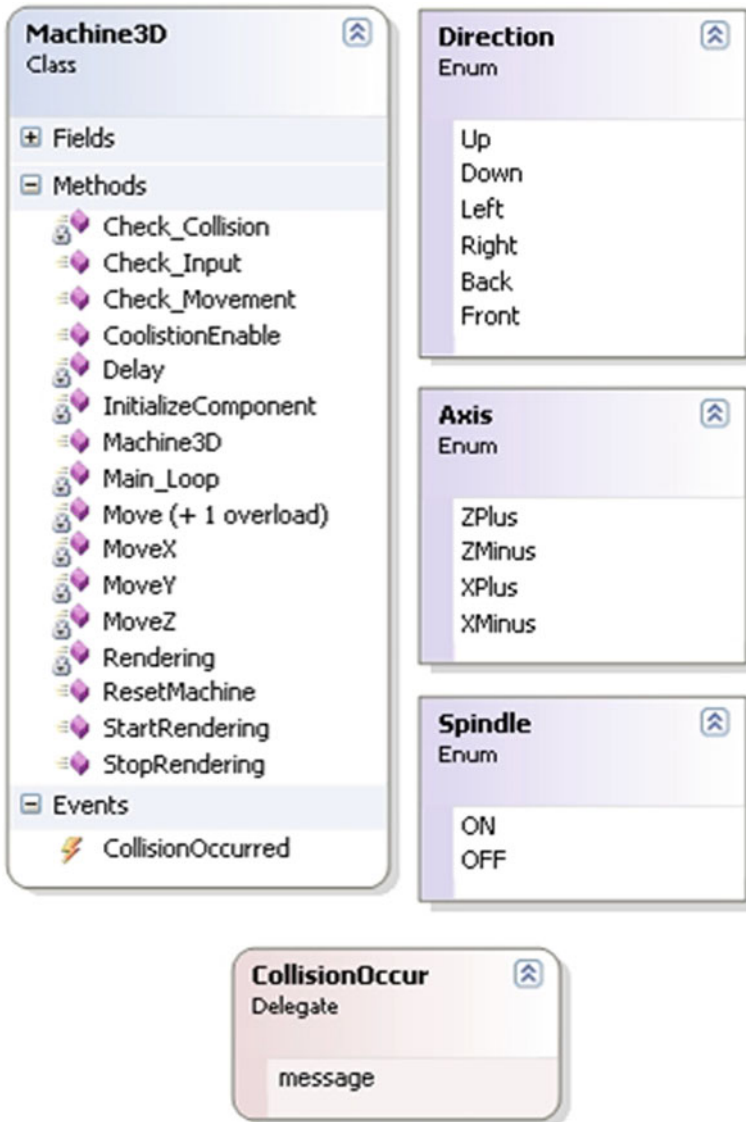 Machine3D
Class
Fields
Methods
Check_Collision
Check_Input
Check_Movement
CoolistionEnable
Delay
InitializeComponent
Machine3D
Main_Loop
Move (+ 1 overload)
MoveX
MoveY
MoveZ
Rendering
ResetMachine
StartRendering
StopRendering
Events
CollisionOccurred
Direction
Enum
Up
Down
Left
Right
Back
Front
Axis
Enum
ZPlus
ZMinus
XPlus
XMinus
Spindle
Enum
ON
OFF
CollisionOccur
Delegate
message